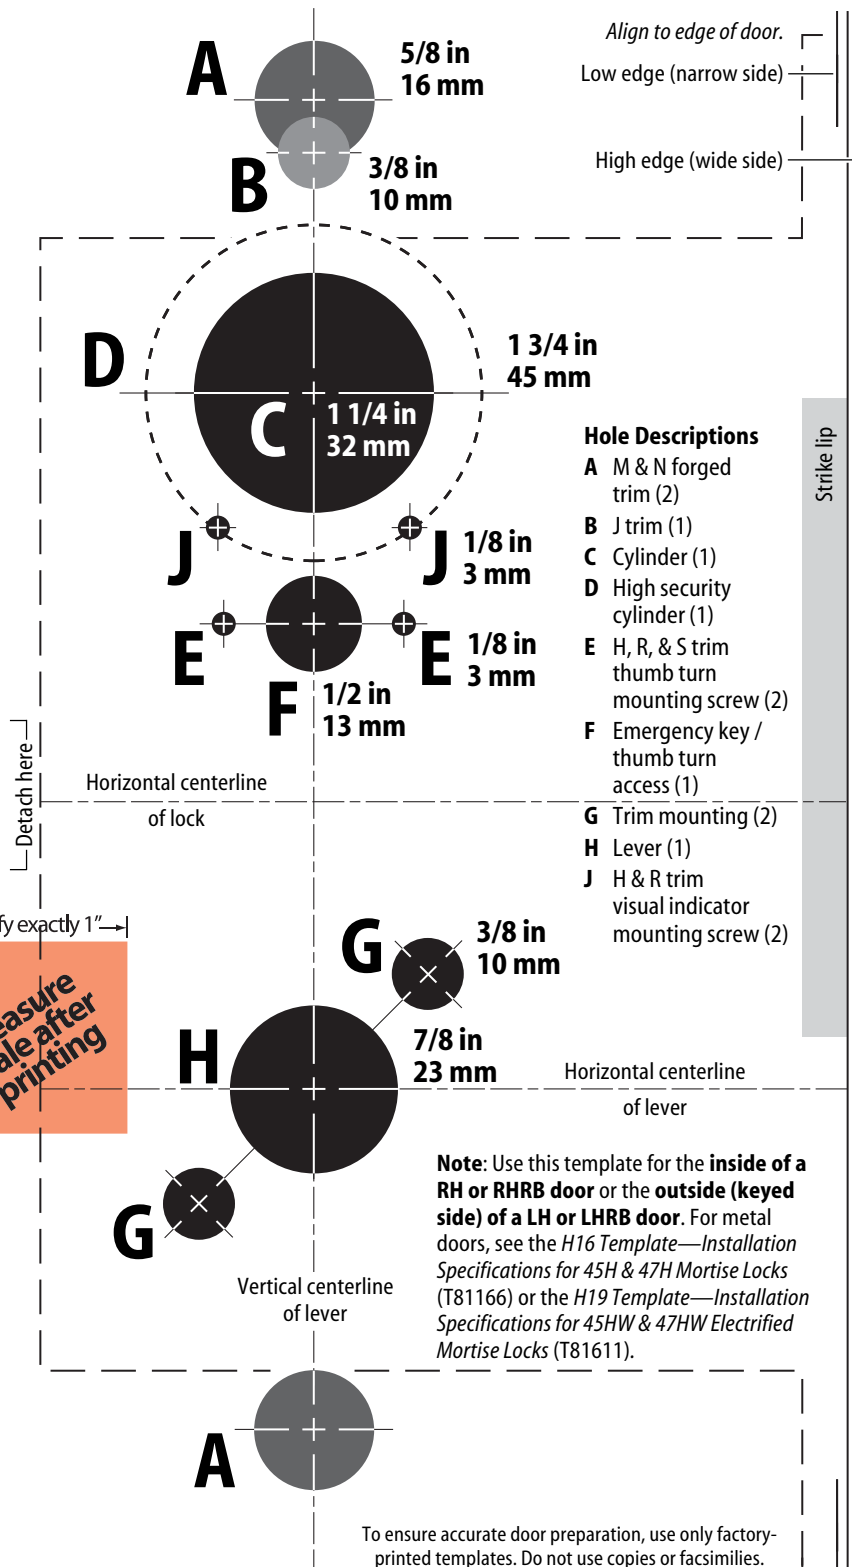 Align to edge of door.
A
5/8 in
16 mm
Low edge (narrow side)
B
3/8 in
10 mm
High edge (wide side)
D
1 3/4 in
45 mm
C
1 1/4 in
32 mm
Strike lip
Hole Descriptions
A M & N forged
trim (2)
B J trim (1)
C Cylinder (1)
D High security
cylinder (1)
E H, R, & S trim
thumb turn
mounting screw (2)
F Emergency key /
thumb turn
access (1)
G Trim mounting (2)
H Lever (1)
J H & R trim
visual indicator
mounting screw (2)
J
J
1/8 in
3 mm
E
E
1/8 in
3 mm
F
1/2 in
13 mm
Detach here
Horizontal centerline
of lock
exactly 1"
G
3/8 in
10 mm
after
printing
H
7/8 in
23 mm
Horizontal centerline
of lever
G
Note: Use this template for the inside of a
RH or RHRB door or the outside (keyed
side) of a LH or LHRB door. For metal
doors, see the H16 Template—Installation
Specifications for 45H & 47H Mortise Locks
(T81166) or the H19 Template—Installation
Specifications for 45HW & 47HW Electrified
Mortise Locks (T81611).
Vertical centerline
of lever
A
To ensure accurate door preparation, use only factory-
printed templates. Do not use copies or facsimilies.